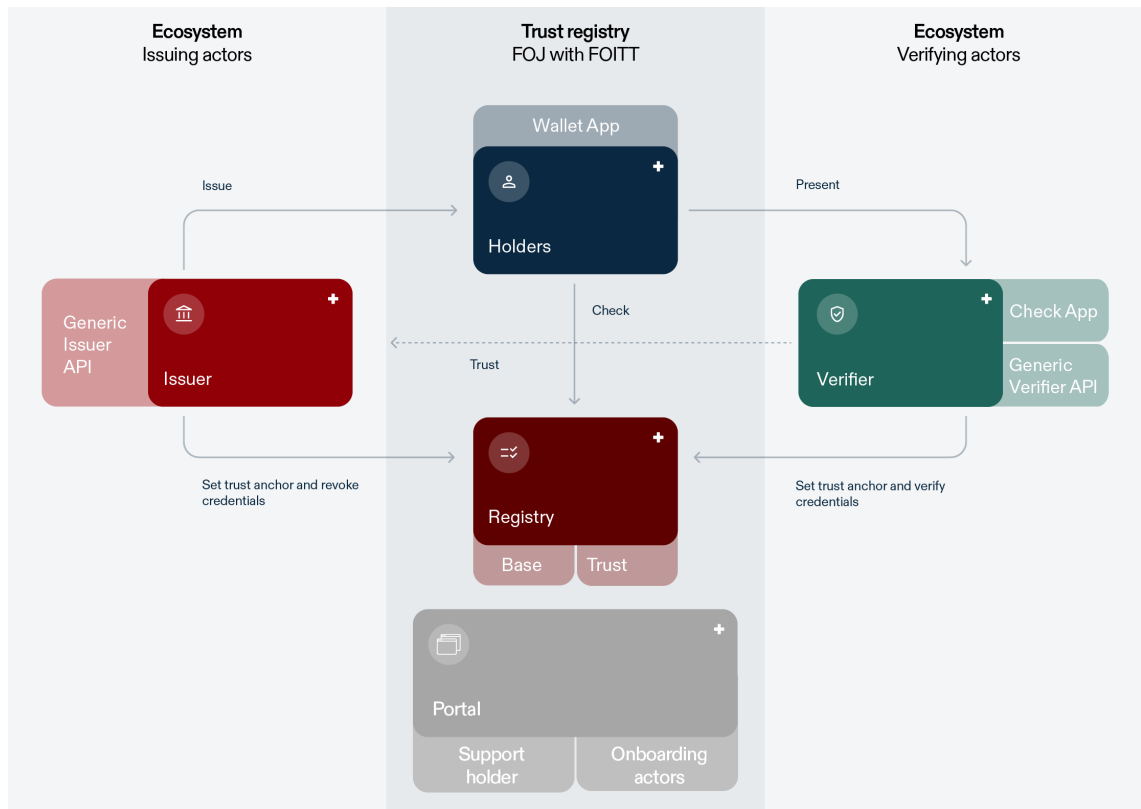 Ecosystem
Issuing actors
Trust registry
FOJ with FOITT
Ecosystem
Verifying actors
Wallet App
Holders
Issue
Present
Generic
Issuer
API
Issuer
Check
Trust
Verifier
Check App
Generic
Verifier API
Registry
Base
Trust
Set trust anchor and revoke
credentials
Set trust anchor and verify
credentials
Portal
Support
holder
Onboarding
actors